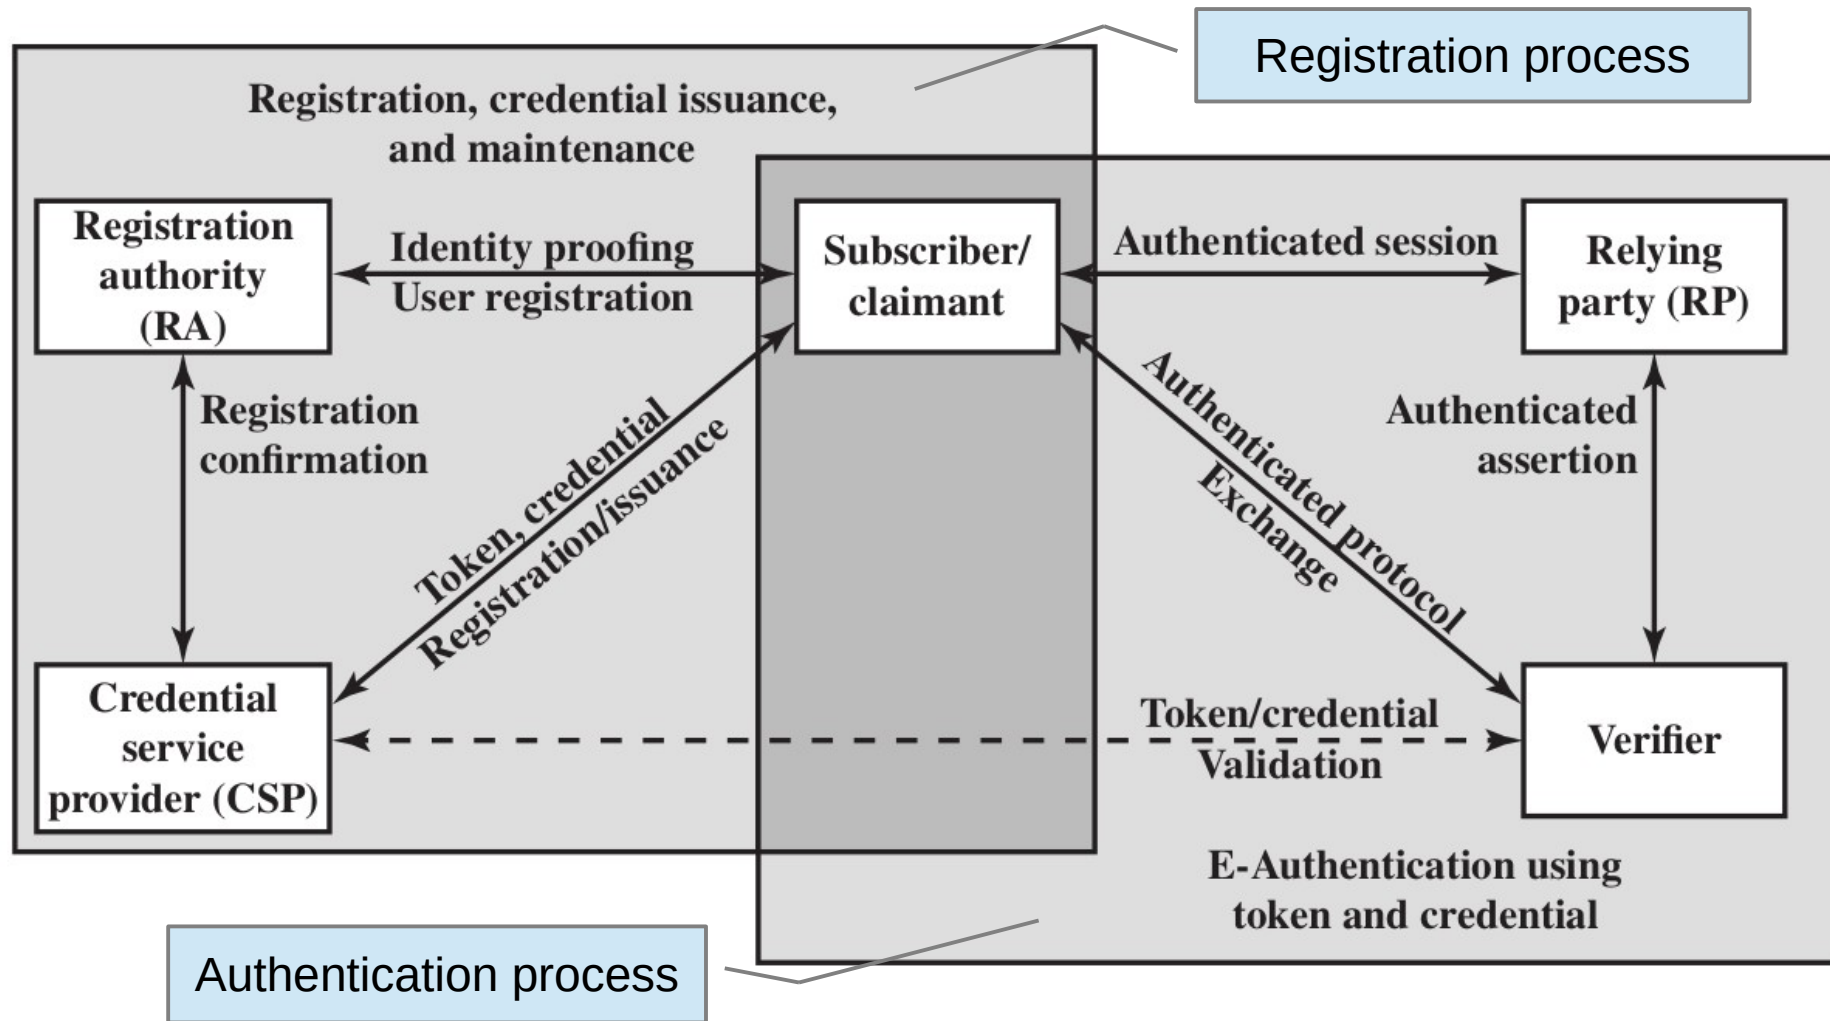 Registration process
Registration, credential issuance,
and maintenance
Registration
authority
(RA)
Identity proofing
User registration
Subscriber/
claimant
Authenticated session
Relying
party (RP)
Registration
confirmation
Token, credential
Registration/issuance
Authenticated protocol
Exchange
Authenticated
assertion
Credential
service
provider (CSP)
Token/credential
Validation
Verifier
E-Authentication using
token and credential
Authentication process